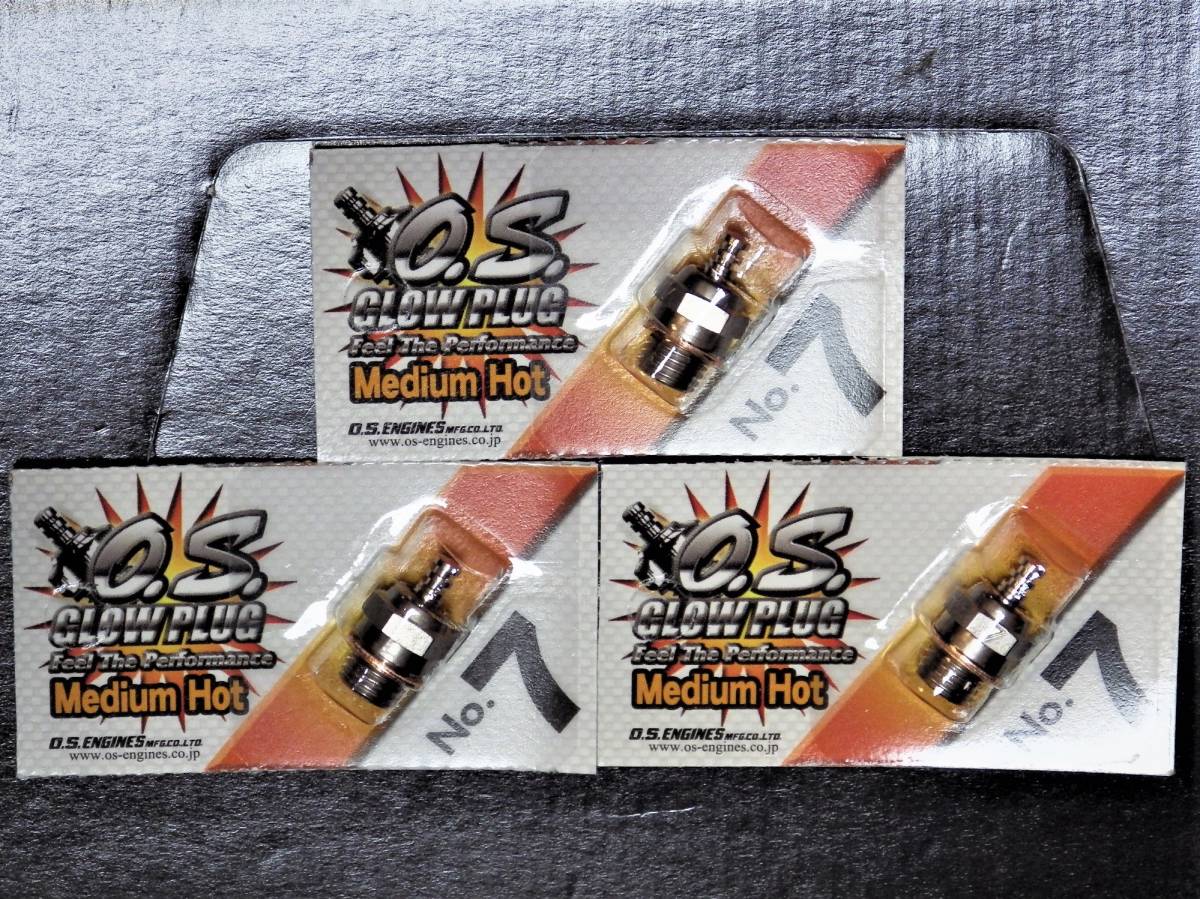 O.S.
GLOW PLUG
Feel The Performance
Medium Hot
O.S. ENGINES MFG.CO.LTD.
www.os-engines.co.jp
No.7
O.S.
GLOW PLUG
Feel The Performance
Medium Hot
O.S. ENGINES MFG.CO.LTD.
www.os-engines.co.jp
No.7
O.S.
GLOW PLUG
Feel The Performance
Medium Hot
O.S. ENGINES MFG.CO.LTD.
www.os-engines.co.jp
7
No.7